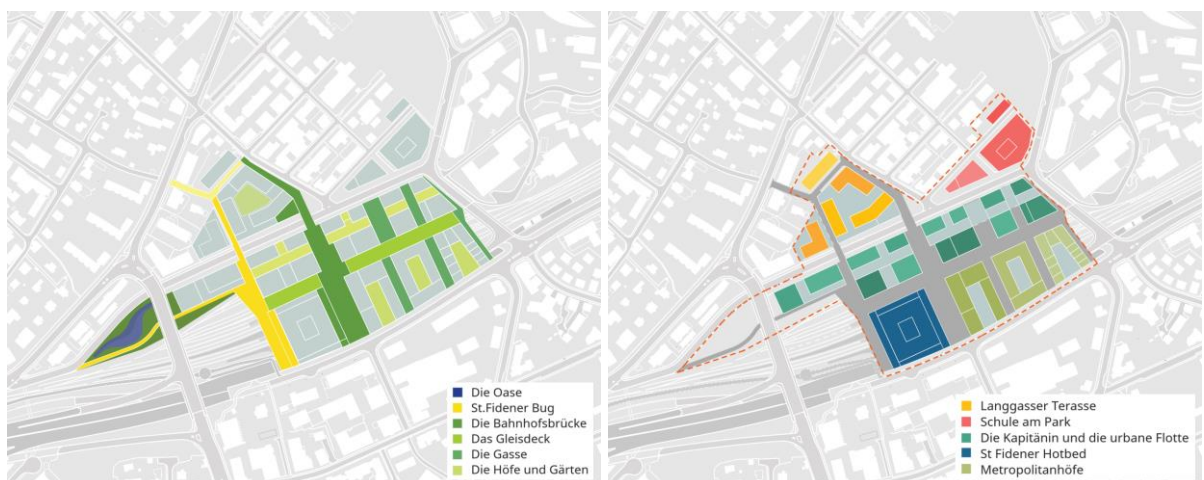 Die Oase
St.Fidener Bug
Die Bahnhofsbrücke
Das Gleisdeck
Die Gasse
Die Höfe und Gärten
Langgasser Terasse
Schule am Park
Die Kapitänin und die urbane Flotte
St Fidener Hotbed
Metropolitanhöfe